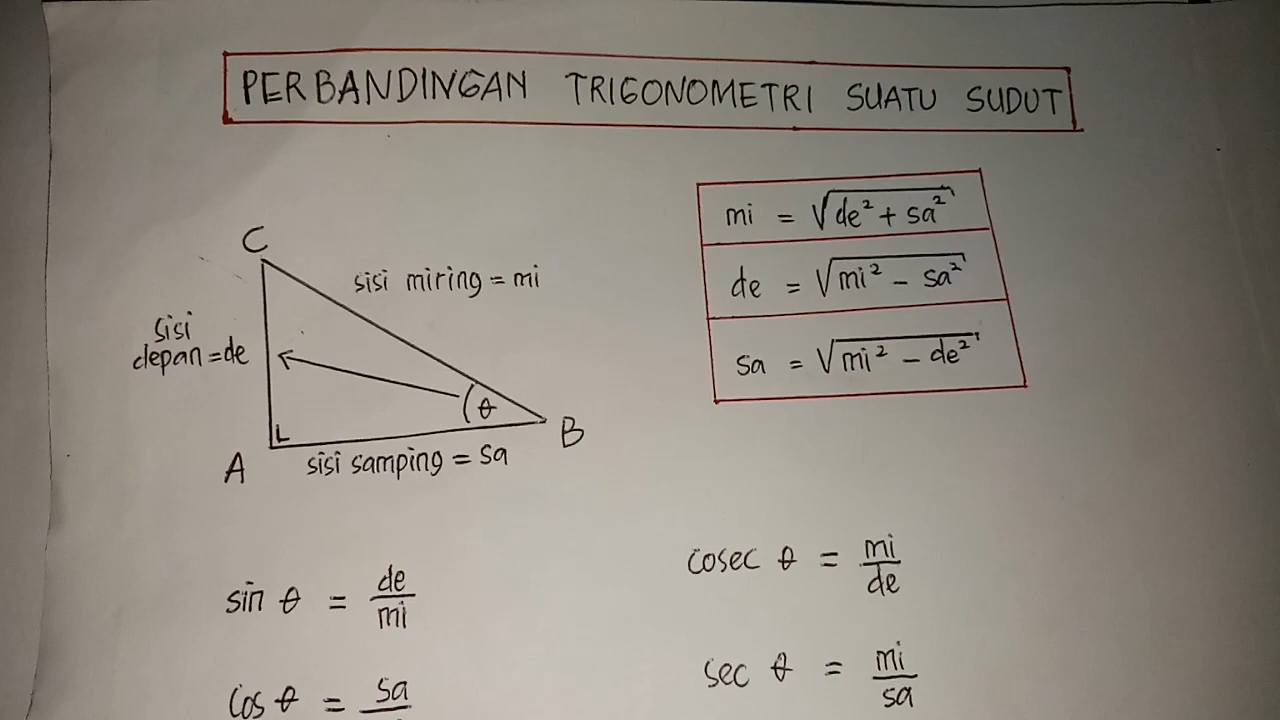 PERBANDINGAN TRIGONOMETRI SUATU SUDUT
C
sisi miring = mi
sisi
depan = de
θ
A
B
sisi samping = sa
mi = √de² + sa²
de = √mi² - sa²
sa = √mi² - de²
sin θ = de/mi
cos θ = sa
cosec θ = mi/de
sec θ = mi/sa